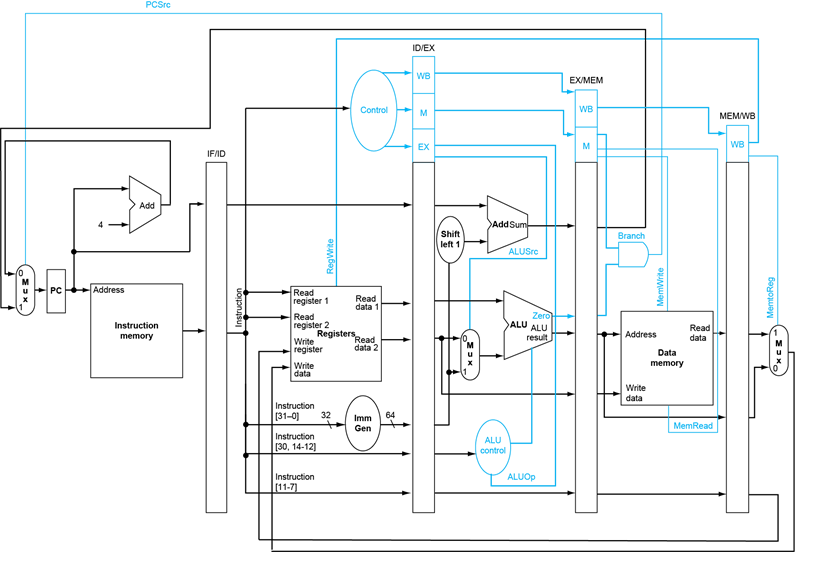 PCSrc
ID/EX
WB
Control
M
EX
EX/MEM
WB
M
MEM/WB
WB
IF/ID
Add
4
Add Sum
Shift
left 1
Branch
ALUSrc
RegWrite
MemWrite
MemtoReg
0
M
u
x
1
PC
Address
Instruction
memory
Instruction
Read
register 1
Read
register 2
Registers
Write
register
Write
data
Read
data 1
Read
data 2
0
M
u
x
1
ALU
Zero
ALU
result
Address
Read
data
Data
memory
Write
data
1
M
u
x
0
MemRead
Instruction
[31–0]
32
Imm
Gen
64
Instruction
[30, 14-12]
ALU
control
ALUOp
Instruction
[11-7]